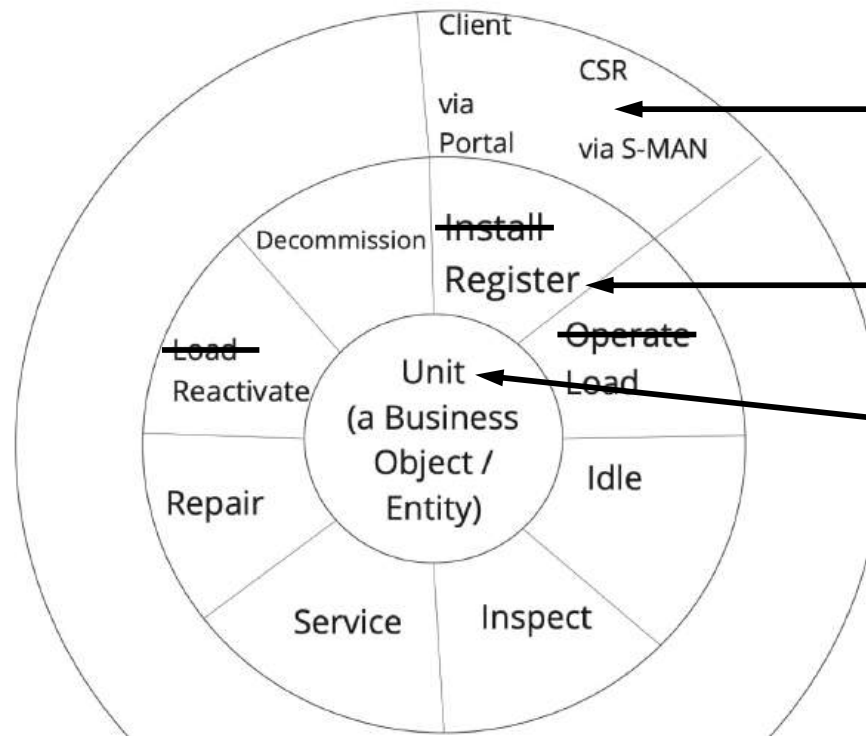 Client
CSR
via
Portal
via S-MAN
Decommission
Install
Register
Operate
Load
Load
Reactivate
Unit
(a Business
Object /
Entity)
Idle
Repair
Service
Inspect